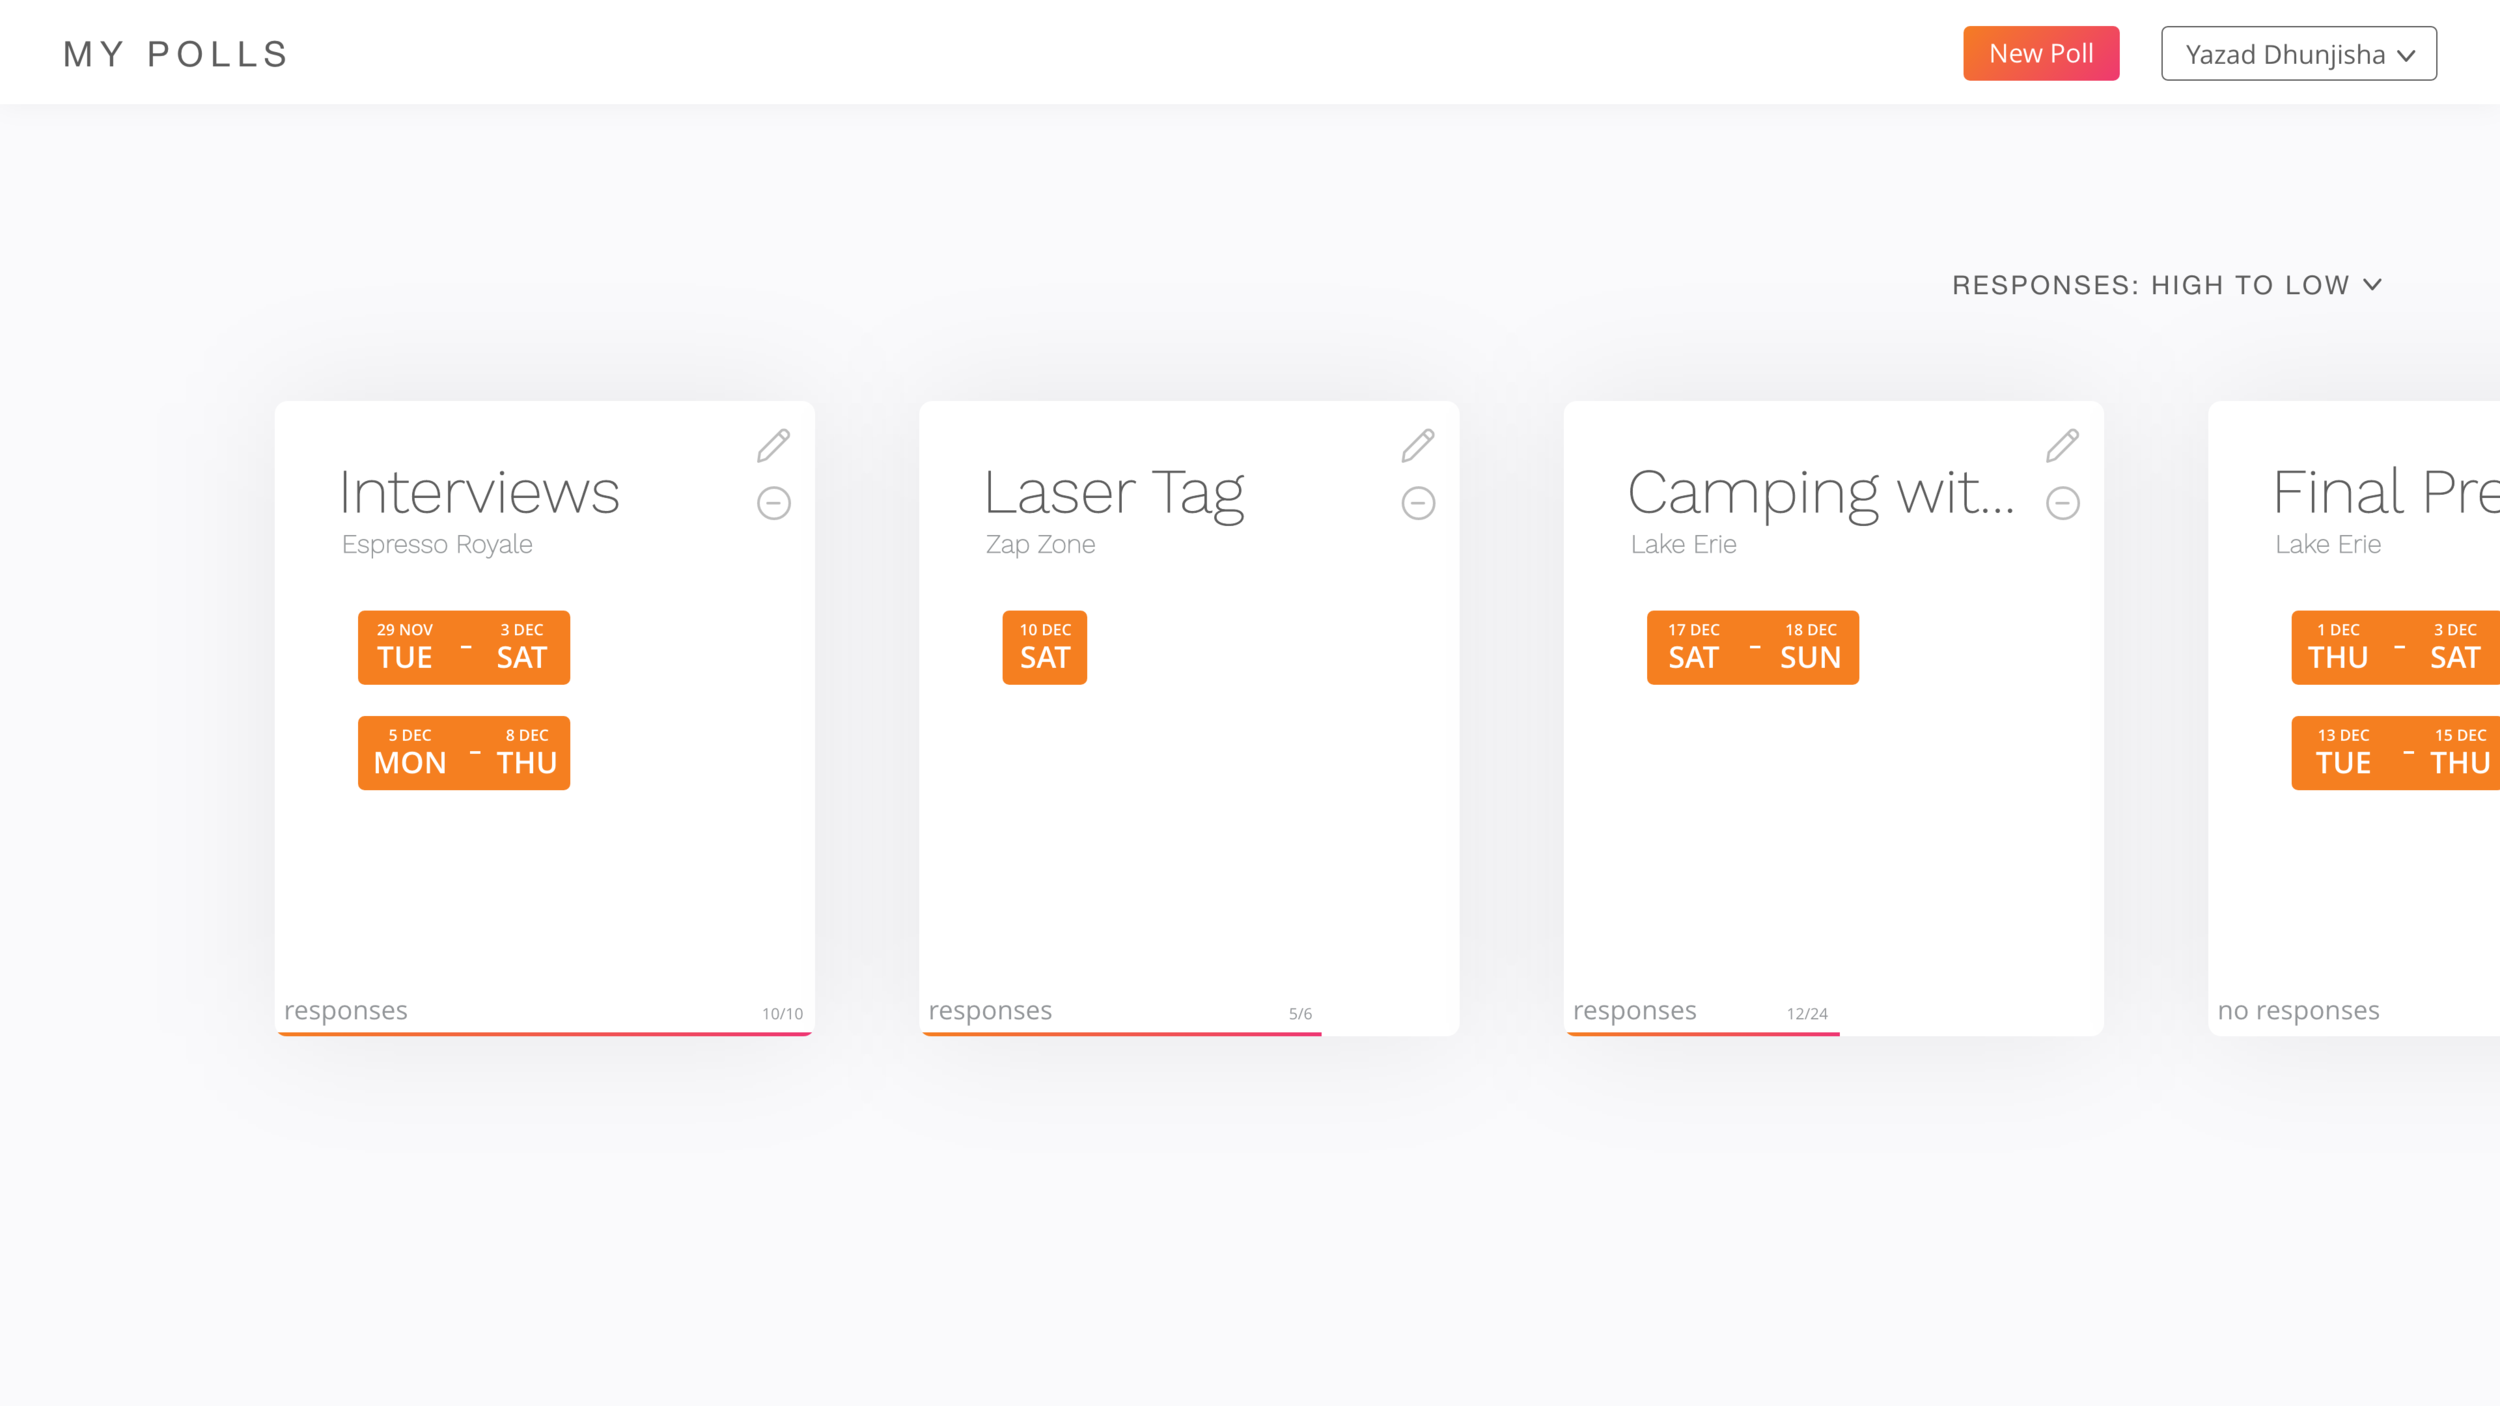 MY POLLS
New Poll
Yazad Dhunjisha
RESPONSES: HIGH TO LOW
Interviews
Espresso Royale
29 NOV - 3 DEC
TUE SAT
5 DEC - 8 DEC
MON THU
responses 10/10
Laser Tag
Zap Zone
10 DEC
SAT
responses 5/6
Camping wit...
Lake Erie
17 DEC - 18 DEC
SAT SUN
responses 12/24
Final Pre
Lake Erie
1 DEC - 3 DEC
THU SAT
13 DEC - 15 DEC
TUE THU
no responses